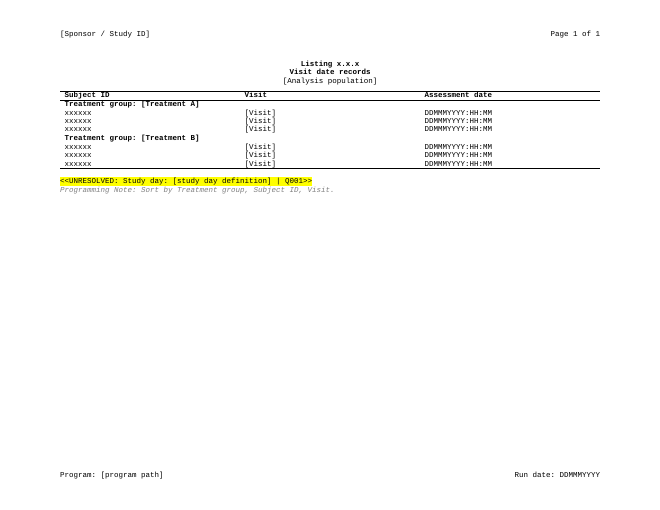 [Sponsor / Study ID] Page 1 of 1
Listing x.x.x
Visit date records
[Analysis population]
Subject ID Visit Assessment date
Treatment group: [Treatment A]
xxxxxx [Visit] DDMMMYYYY:HH:MM
xxxxxx [Visit] DDMMMYYYY:HH:MM
xxxxxx [Visit] DDMMMYYYY:HH:MM
Treatment group: [Treatment B]
xxxxxx [Visit] DDMMMYYYY:HH:MM
xxxxxx [Visit] DDMMMYYYY:HH:MM
xxxxxx [Visit] DDMMMYYYY:HH:MM
<<UNRESOLVED: Study day: [study day definition] | Q001>>
Programming Note: Sort by Treatment group, Subject ID, Visit.
Program: [program path] Run date: DDMMMYYYY